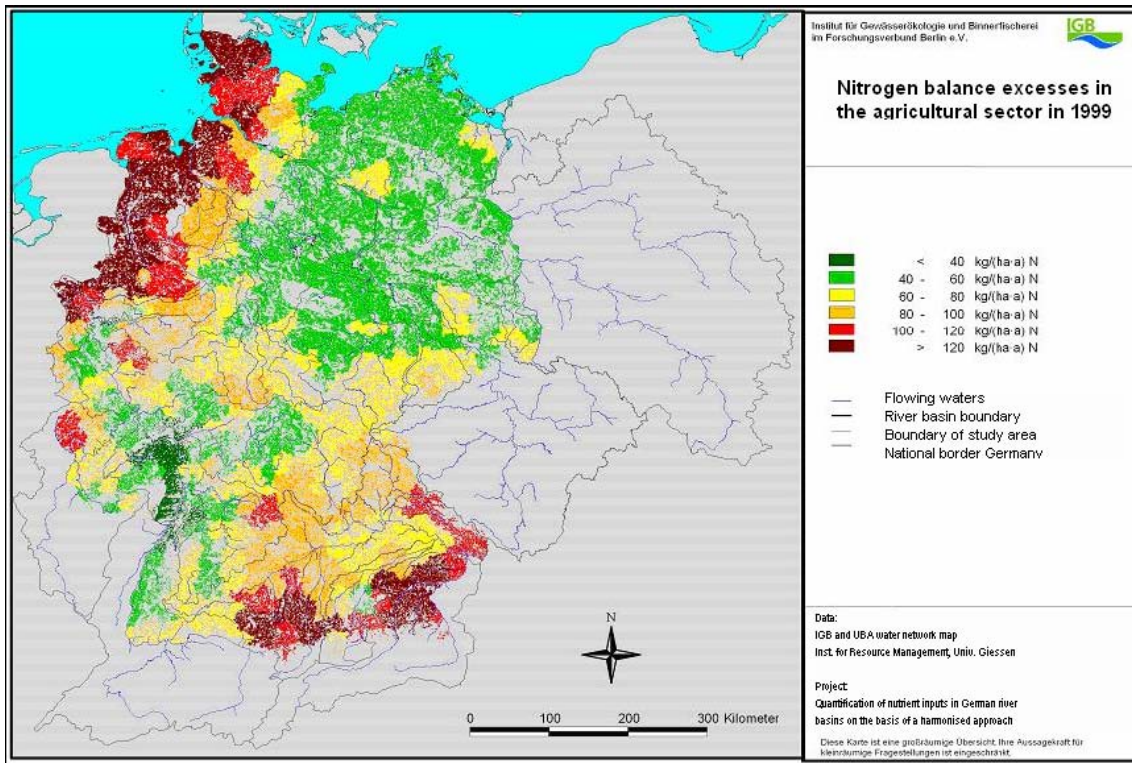 Institut für Gewässerökologie und Binnerfischerei
im Forschungsverbund Berlin e.V.
IGB
Nitrogen balance excesses in
the agricultural sector in 1999
< 40 kg/(ha·a) N
40 - 60 kg/(ha·a) N
60 - 80 kg/(ha·a) N
80 - 100 kg/(ha·a) N
100 - 120 kg/(ha·a) N
> 120 kg/(ha·a) N
Flowing waters
River basin boundary
Boundary of study area
National border Germany
N
0 100 200 300 Kilometer
Data:
IGB and UBA water network map
Inst. for Resource Management, Univ. Giessen
Project:
Quantification of nutrient inputs in German river
basins on the basis of a harmonised approach
Diese Karte ist eine großräumige Übersicht. Ihre Aussagekraft für
kleinräumige Fragestellungen ist eingeschränkt.